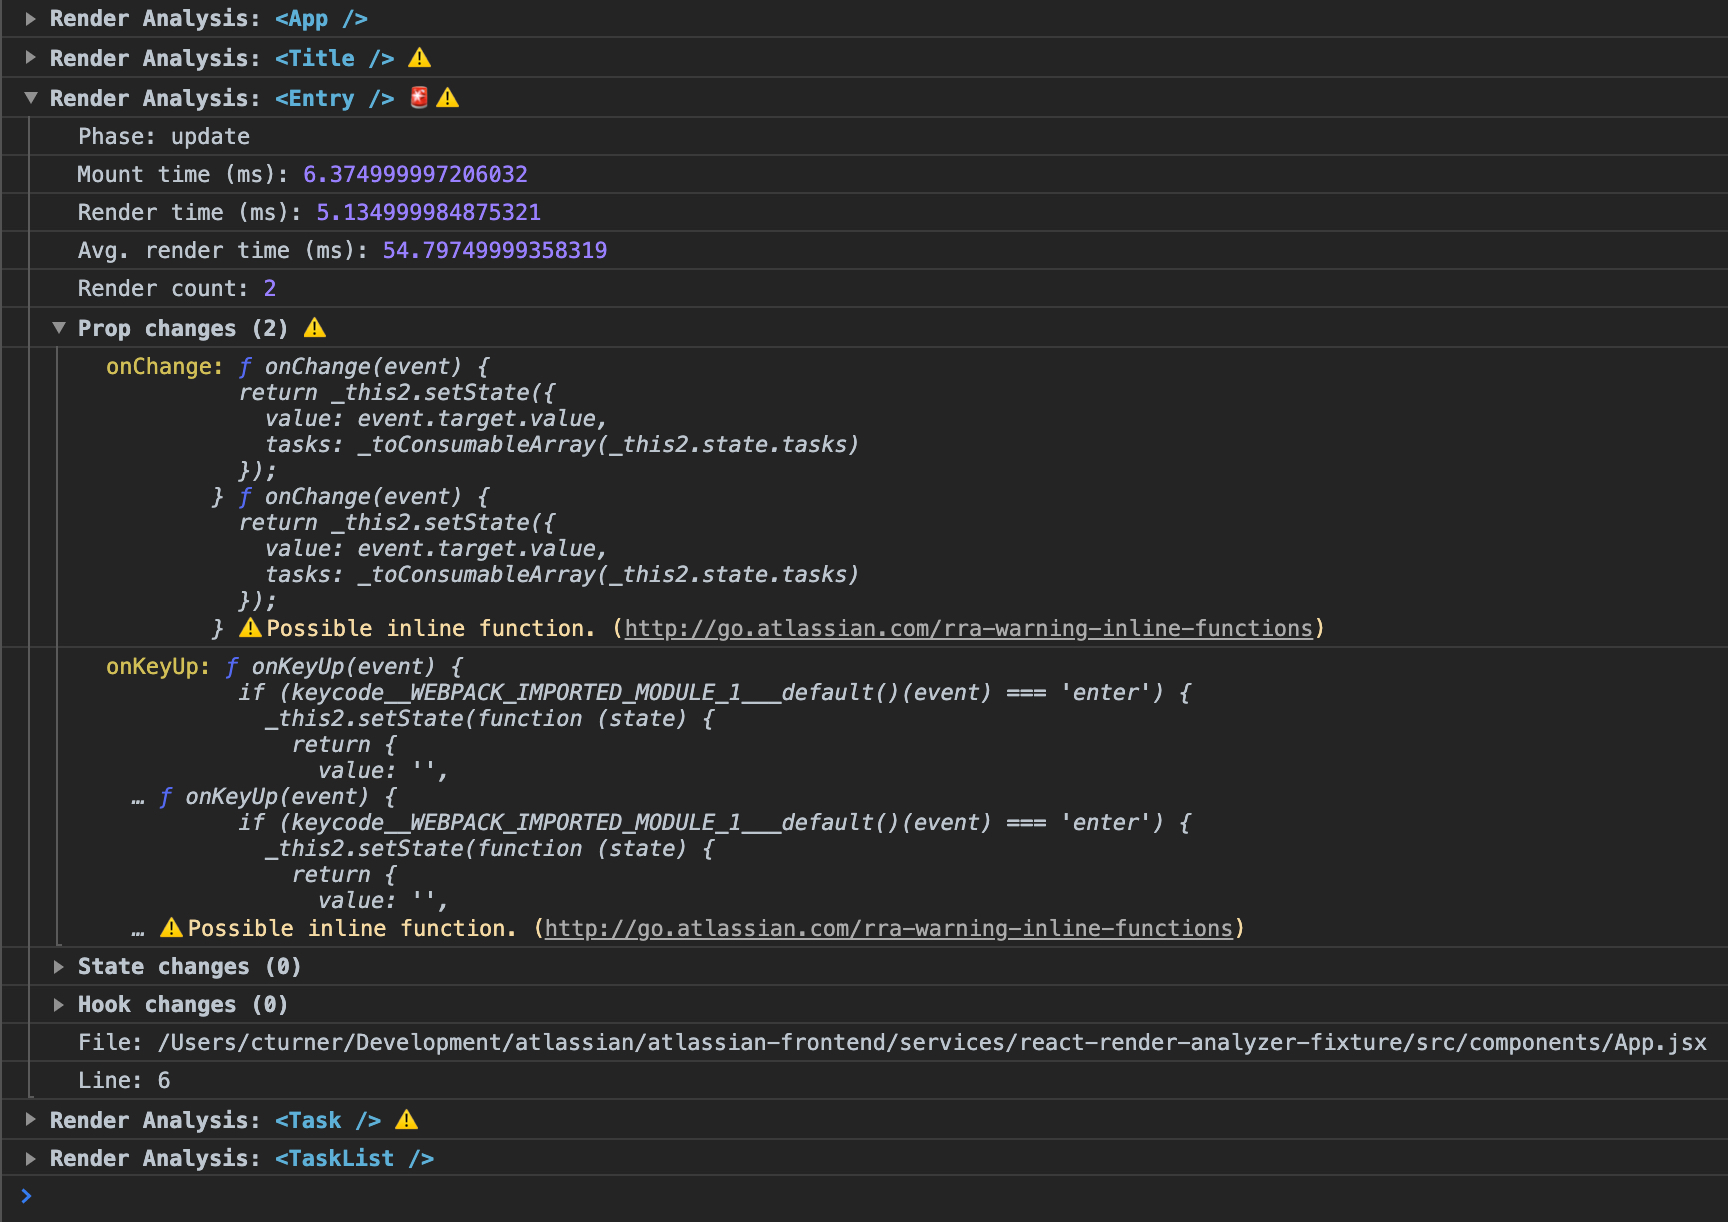 Render Analysis: <App />
Render Analysis: <Title /> ⚠️
Render Analysis: <Entry /> 🚨⚠️
Phase: update
Mount time (ms): 6.374999997206032
Render time (ms): 5.134999984875321
Avg. render time (ms): 54.79749999358319
Render count: 2
Prop changes (2) ⚠️
onChange: ƒ onChange(event) {
return _this2.setState({
value: event.target.value,
tasks: _toConsumableArray(_this2.state.tasks)
});
} ƒ onChange(event) {
return _this2.setState({
value: event.target.value,
tasks: _toConsumableArray(_this2.state.tasks)
});
} ⚠️Possible inline function. (http://go.atlassian.com/rra-warning-inline-functions)
onKeyUp: ƒ onKeyUp(event) {
if (keycode__WEBPACK_IMPORTED_MODULE_1___default()(event) === 'enter') {
_this2.setState(function (state) {
return {
value: '',
… ƒ onKeyUp(event) {
if (keycode__WEBPACK_IMPORTED_MODULE_1___default()(event) === 'enter') {
_this2.setState(function (state) {
return {
value: '',
… ⚠️Possible inline function. (http://go.atlassian.com/rra-warning-inline-functions)
State changes (0)
Hook changes (0)
File: /Users/cturner/Development/atlassian/atlassian-frontend/services/react-render-analyzer-fixture/src/components/App.jsx
Line: 6
Render Analysis: <Task /> ⚠️
Render Analysis: <TaskList />